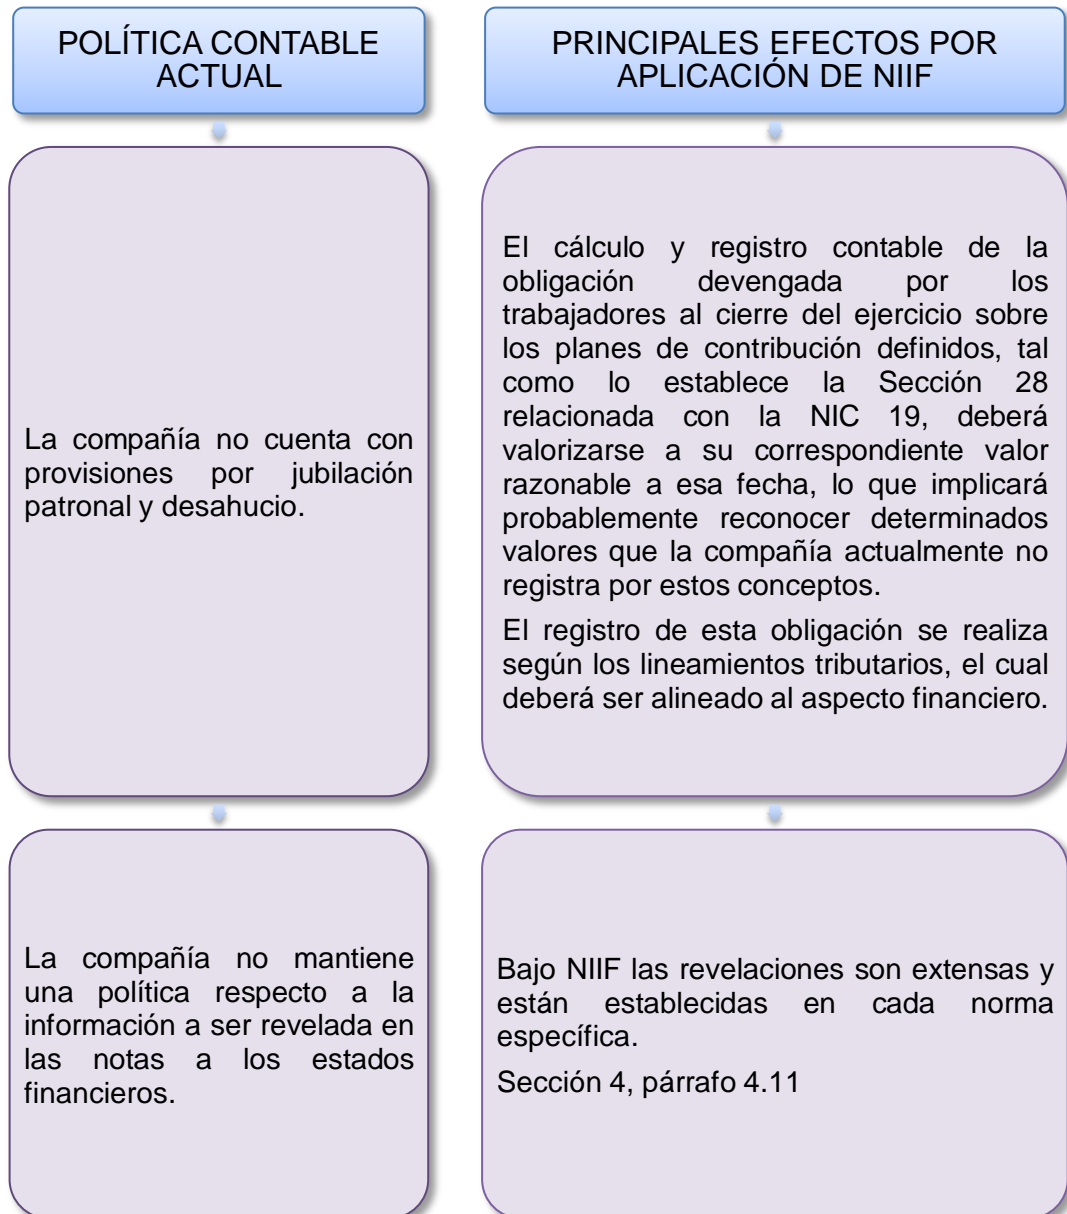 POLÍTICA CONTABLE
ACTUAL
PRINCIPALES EFECTOS POR
APLICACIÓN DE NIIF
La compañía no cuenta con
provisiones por jubilación
patronal y desahucio.
El cálculo y registro contable de la
obligación devengada por los
trabajadores al cierre del ejercicio sobre
los planes de contribución definidos, tal
como lo establece la Sección 28
relacionada con la NIC 19, deberá
valorizarse a su correspondiente valor
razonable a esa fecha, lo que implicará
probablemente reconocer determinados
valores que la compañía actualmente no
registra por estos conceptos.
El registro de esta obligación se realiza
según los lineamientos tributarios, el cual
deberá ser alineado al aspecto financiero.
La compañía no mantiene
una política respecto a la
información a ser revelada en
las notas a los estados
financieros.
Bajo NIIF las revelaciones son extensas y
están establecidas en cada norma
específica.
Sección 4, párrafo 4.11